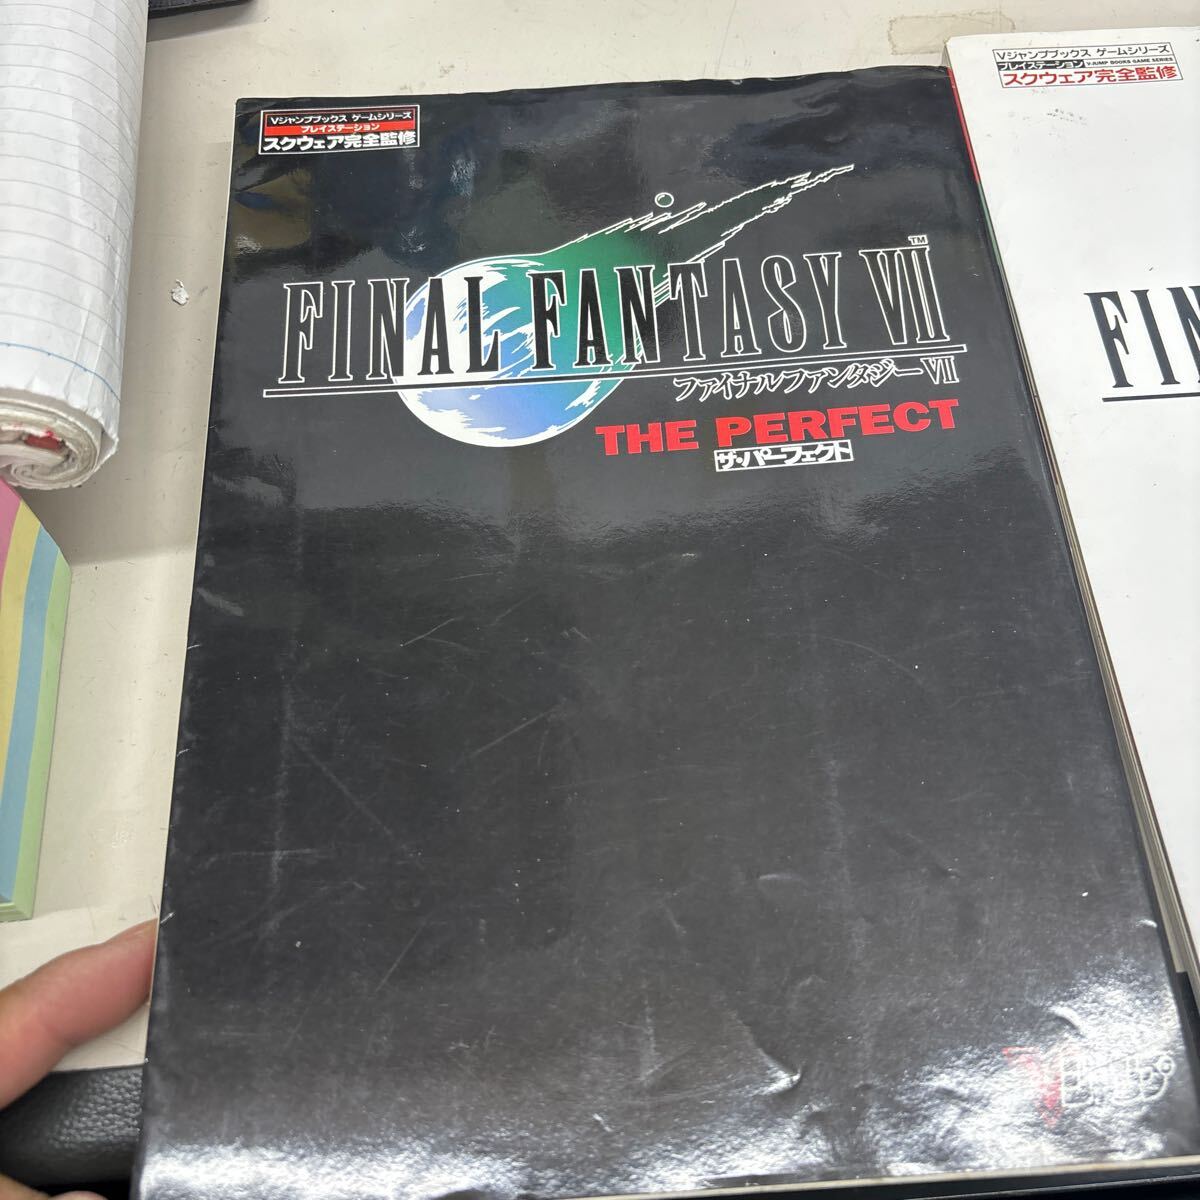 Vジャンプブックス ゲームシリーズ
プレイステーション
スクウェア完全監修
FINAL FANTASY VII™
ファイナルファンタジーVII
THE PERFECT
ザ・パーフェクト
Vジャンプブックス ゲームシリーズ
プレイステーション V-JUMP BOOKS GAME SERIES
スクウェア完全監修
FIN